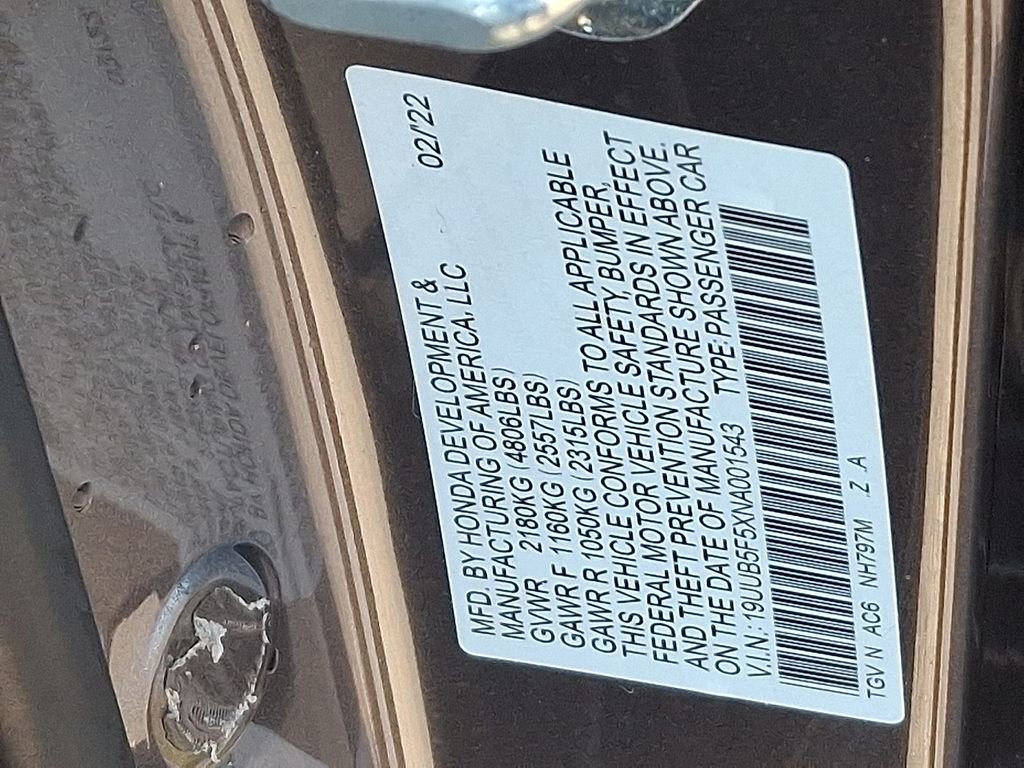 MFD. BY HONDA DEVELOPMENT & 02/'22
MANUFACTURING OF AMERICA, LLC
GVWR 2180KG (4806LBS)
GAWR F 1160KG (2557LBS)
GAWR R 1050KG (2315LBS)
THIS VEHICLE CONFORMS TO ALL APPLICABLE
FEDERAL MOTOR VEHICLE SAFETY, BUMPER,
AND THEFT PREVENTION STANDARDS IN EFFECT
ON THE DATE OF MANUFACTURE SHOWN ABOVE.
V.I.N.: 19UUB5F5XNA001543 TYPE:PASSENGER CAR
TGV N AC6 NH797M Z .A